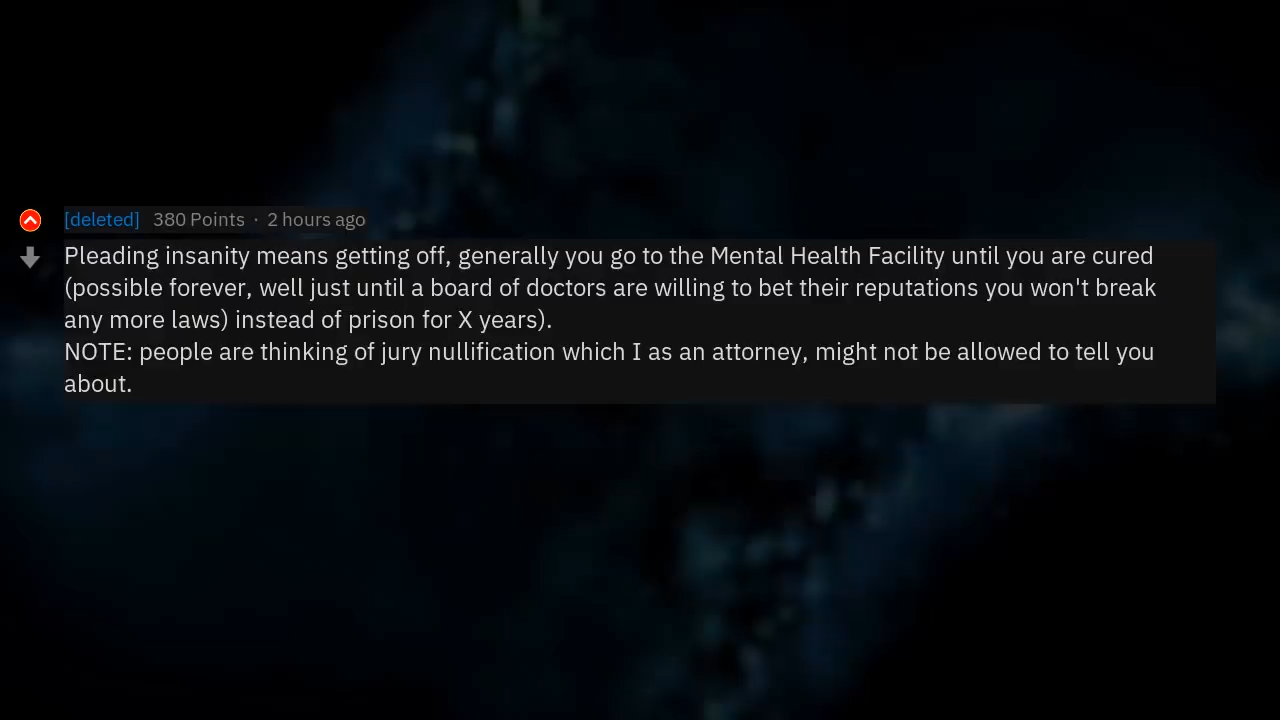 [deleted] 380 Points · 2 hours ago
Pleading insanity means getting off, generally you go to the Mental Health Facility until you are cured
(possible forever, well just until a board of doctors are willing to bet their reputations you won't break
any more laws) instead of prison for X years).
NOTE: people are thinking of jury nullification which I as an attorney, might not be allowed to tell you
about.